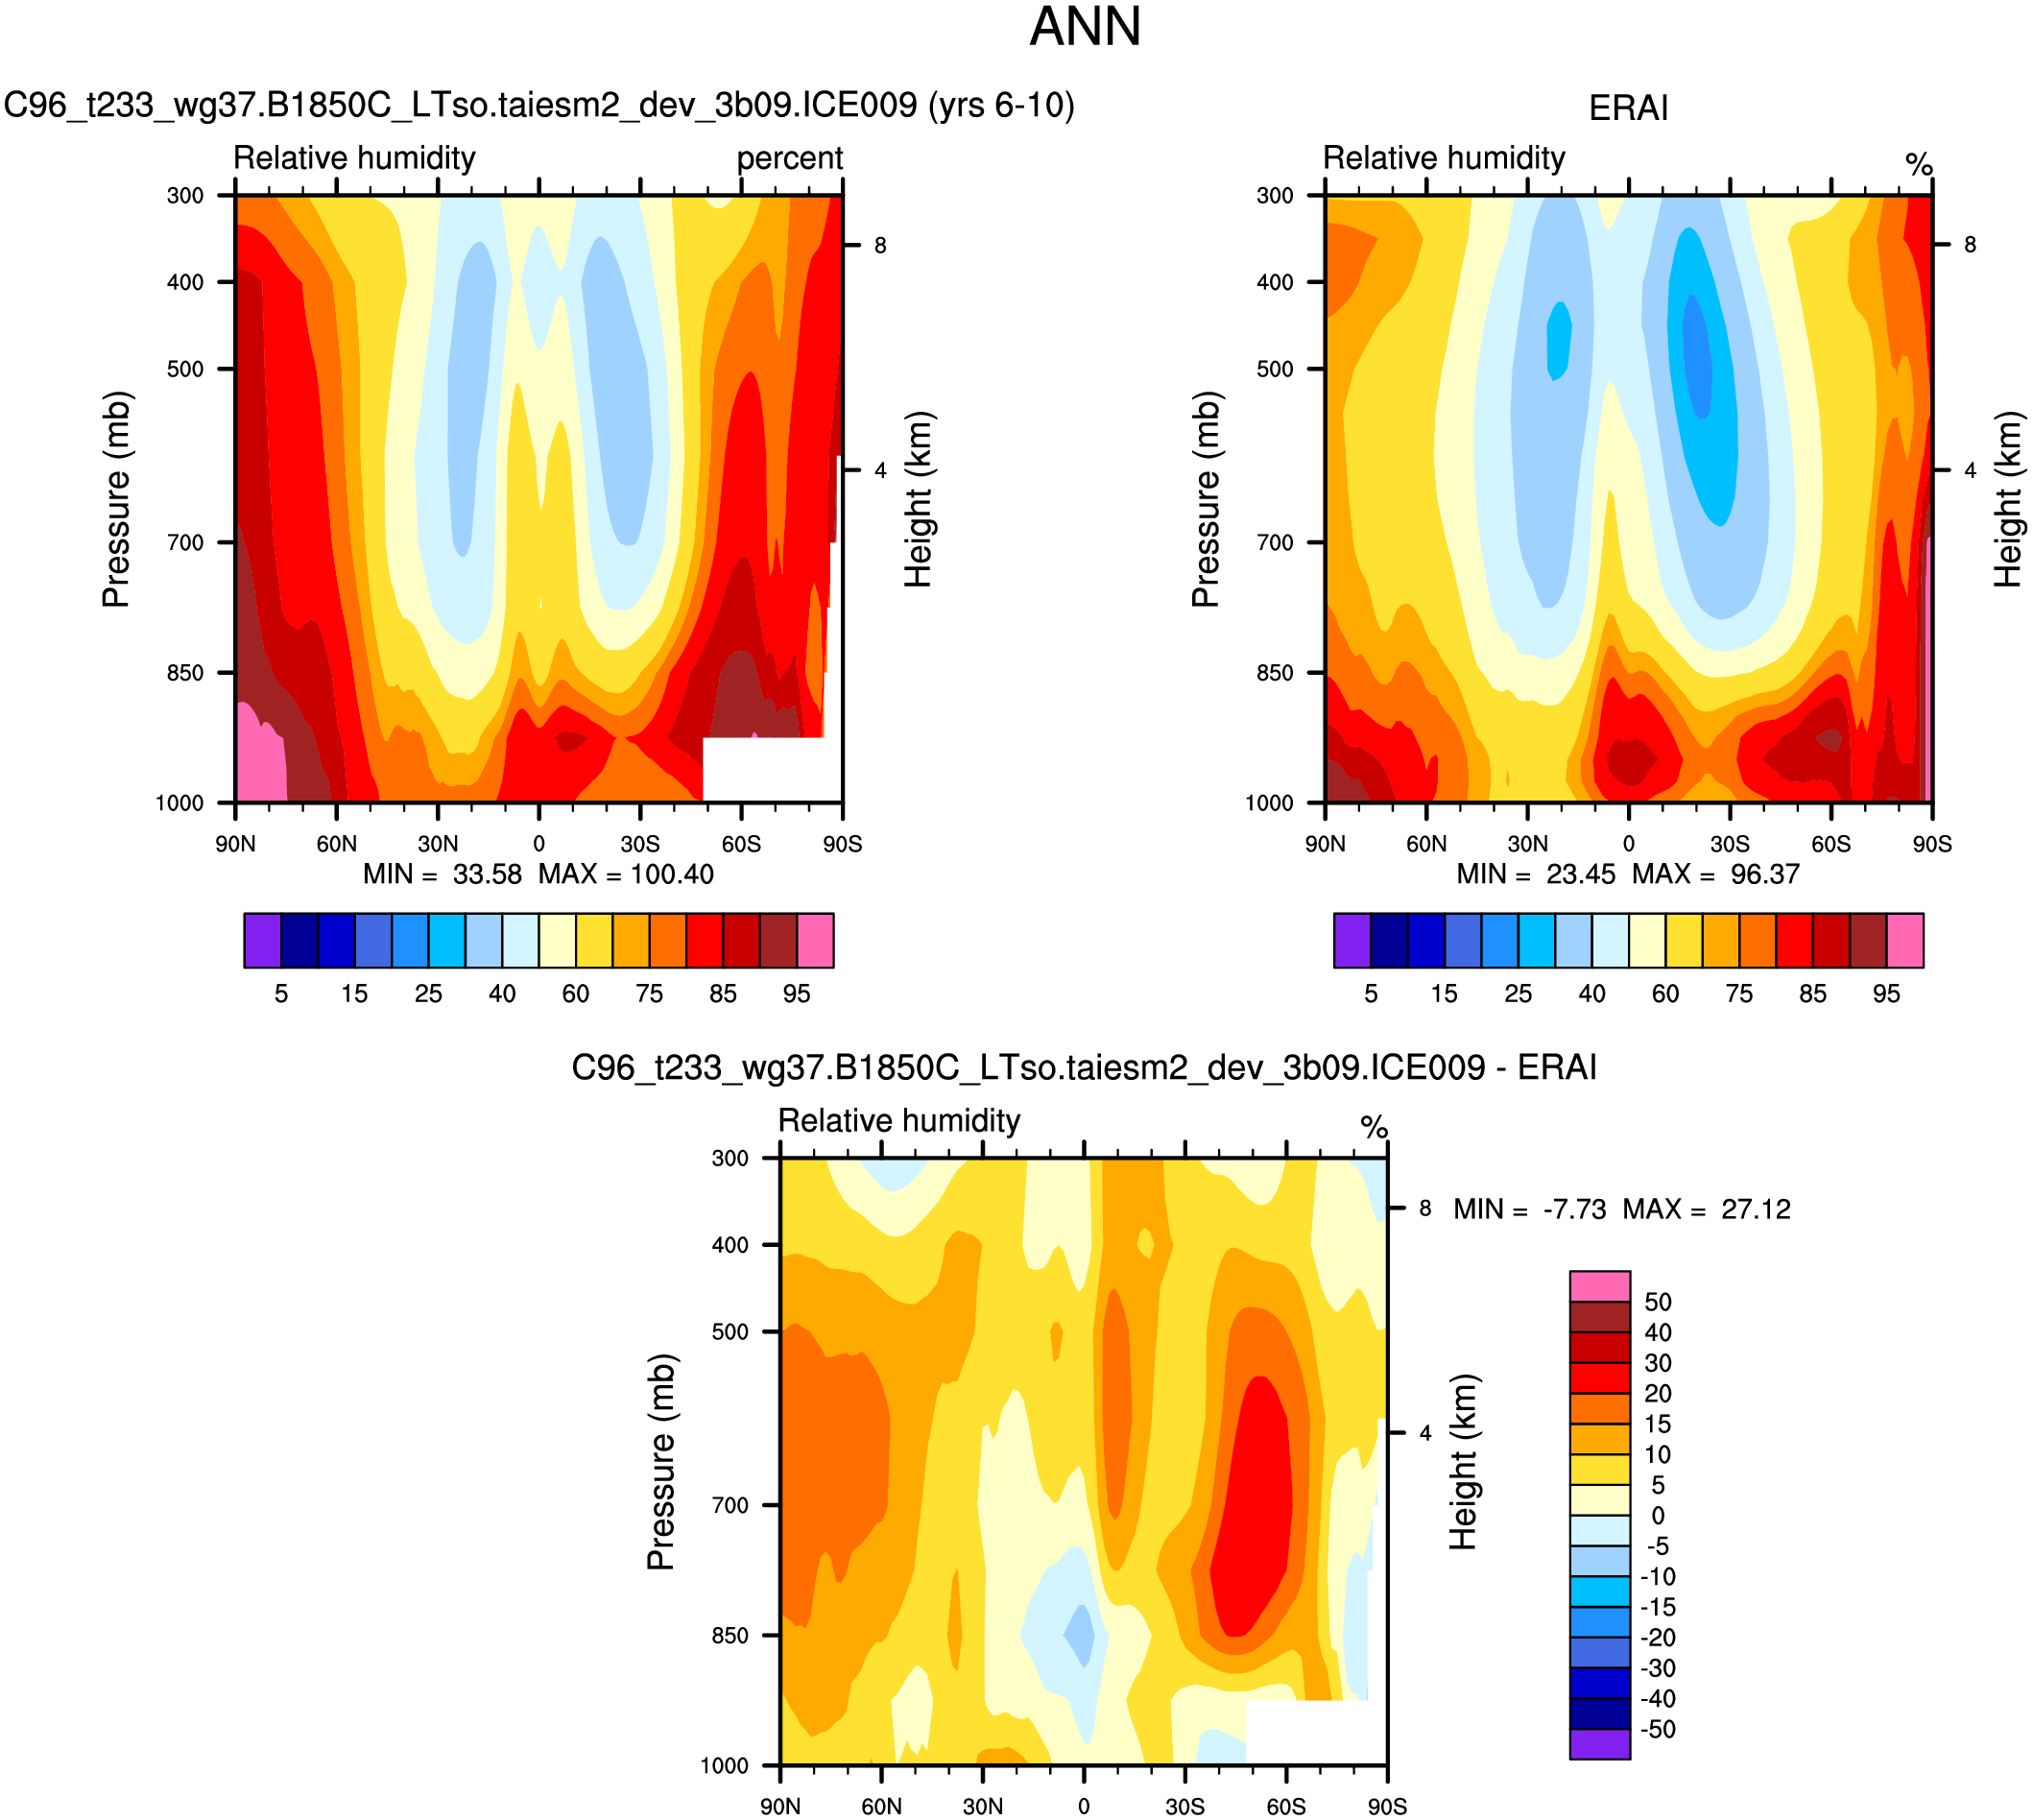 ANN
C96_t233_wg37.B1850C_LTso.taiesm2_dev_3b09.ICE009 (yrs 6-10)
Relative humidity percent
300
400
500
700
850
1000
Pressure (mb)
8
4
Height (km)
90N 60N 30N 0 30S 60S 90S
MIN = 33.58 MAX = 100.40
5 15 25 40 60 75 85 95
ERAI
Relative humidity %
300
400
500
700
850
1000
Pressure (mb)
8
4
Height (km)
90N 60N 30N 0 30S 60S 90S
MIN = 23.45 MAX = 96.37
5 15 25 40 60 75 85 95
C96_t233_wg37.B1850C_LTso.taiesm2_dev_3b09.ICE009 - ERAI
Relative humidity %
300
400
500
700
850
1000
Pressure (mb)
8
4
Height (km)
90N 60N 30N 0 30S 60S 90S
MIN = -7.73 MAX = 27.12
50
40
30
20
15
10
5
0
-5
-10
-15
-20
-30
-40
-50